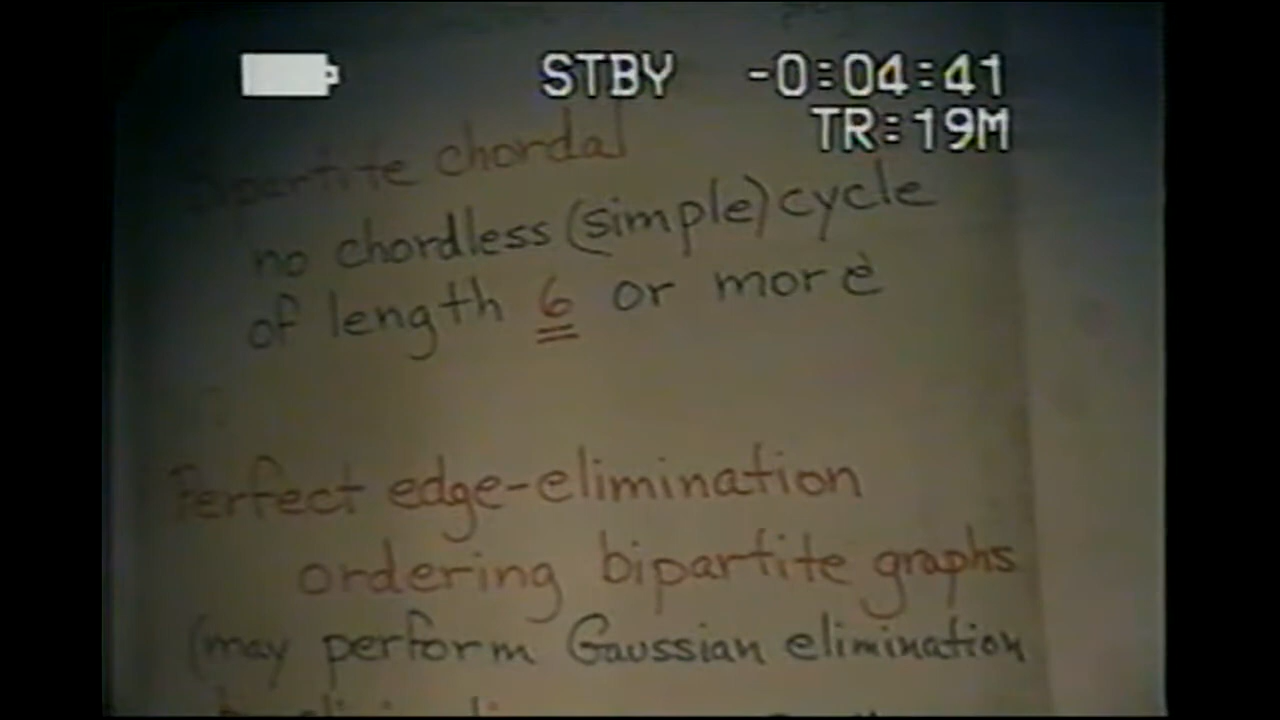 STBY -0:04:41
TR:19M
bipartite chordal
no chordless (simple) cycle
of length 6 or more
Perfect edge-elimination
ordering bipartite graphs
(may perform Gaussian elimination